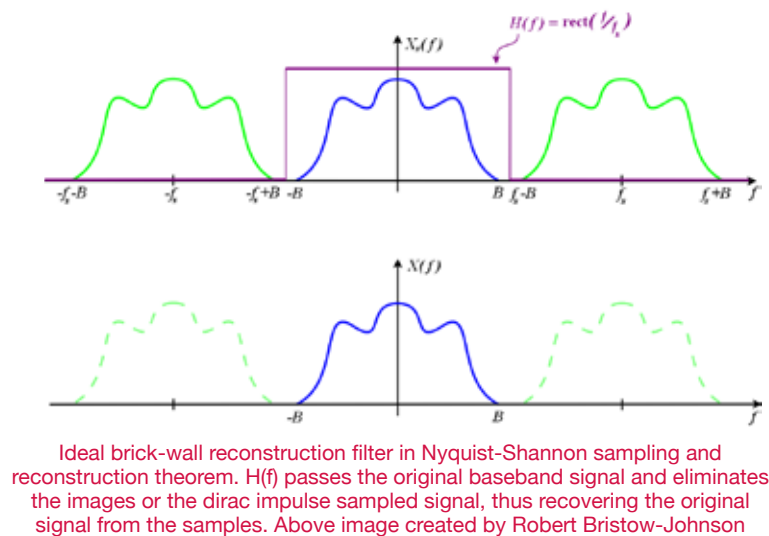 H(f) = rect( f/fₛ )
Xₛ(f)
-fₛ-B -fₛ -fₛ+B -B B fₛ-B fₛ fₛ+B f
X(f)
-B B f
Ideal brick-wall reconstruction filter in Nyquist-Shannon sampling and
reconstruction theorem. H(f) passes the original baseband signal and eliminates
the images or the dirac impulse sampled signal, thus recovering the original
signal from the samples. Above image created by Robert Bristow-Johnson